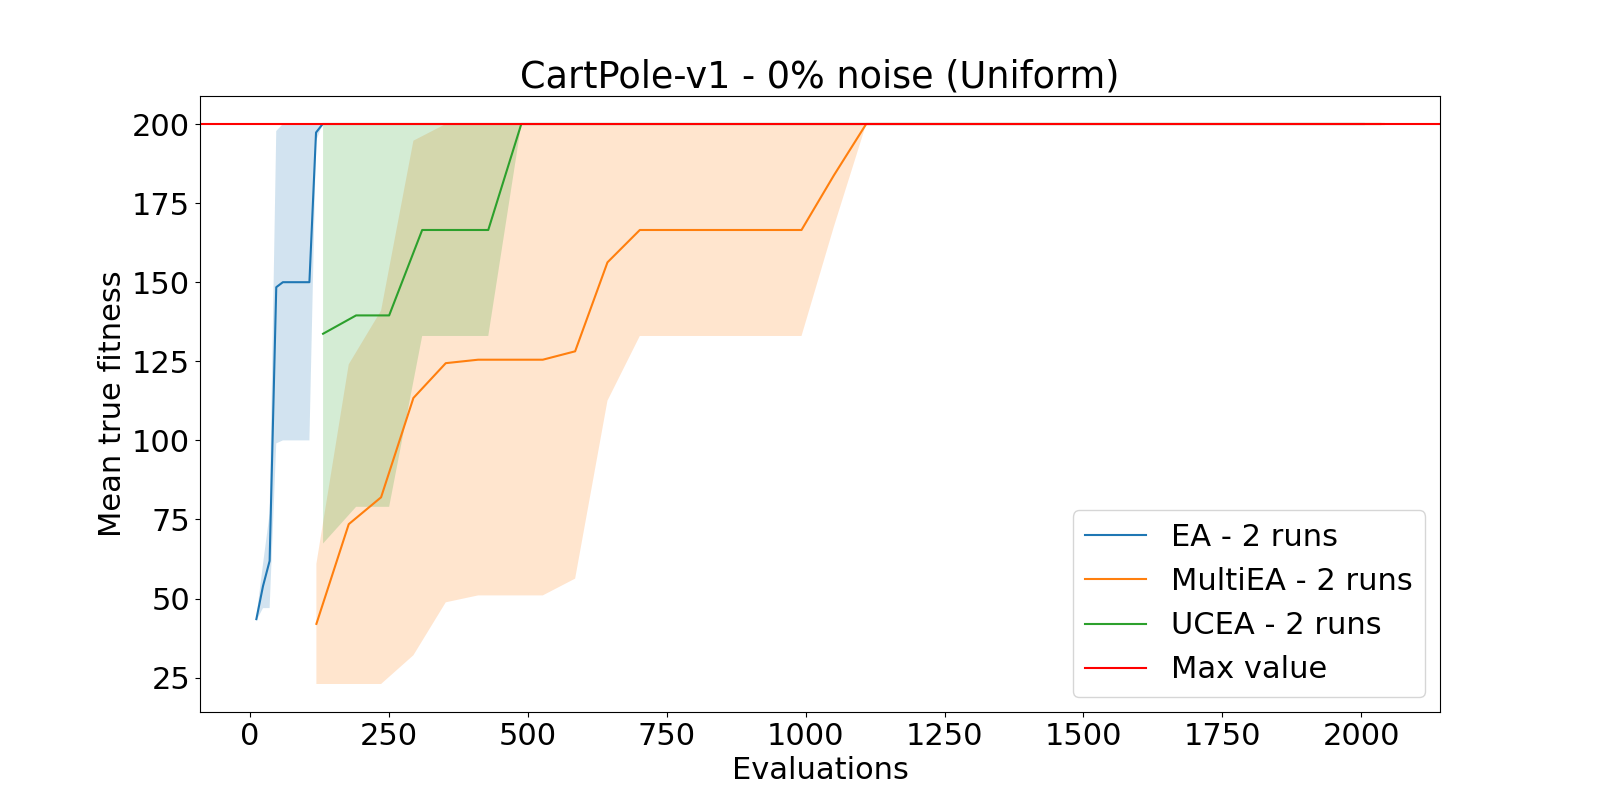 CartPole-v1 - 0% noise (Uniform)
Mean true fitness
200
175
150
125
100
75
50
25
0 250 500 750 1000 1250 1500 1750 2000
Evaluations
EA - 2 runs
MultiEA - 2 runs
UCEA - 2 runs
Max value